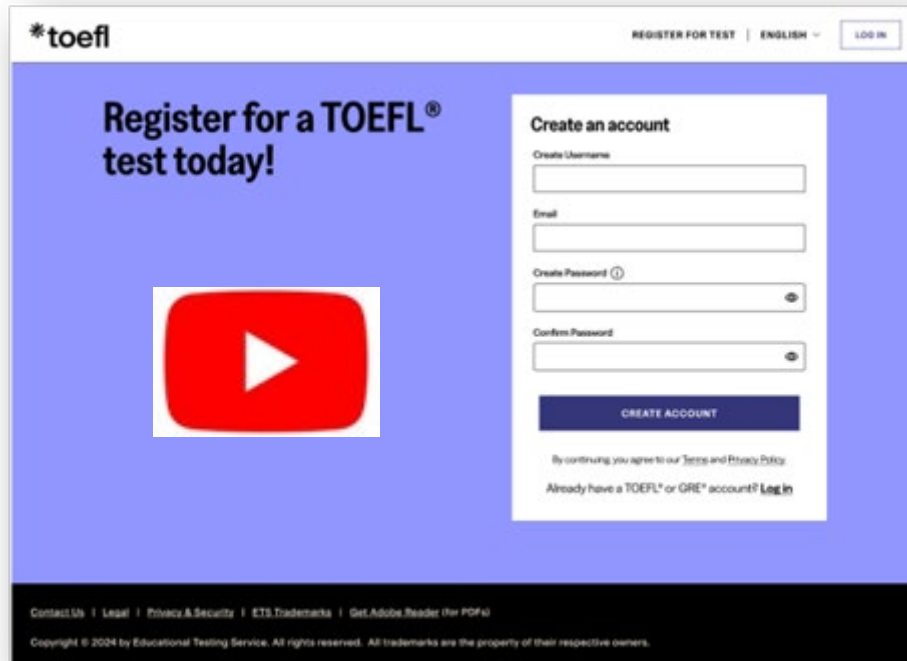 *toefl
REGISTER FOR TEST | ENGLISH
LOG IN
Register for a TOEFL®
test today!
Create an account
Create Username
Email
Create Password
Confirm Password
CREATE ACCOUNT
By continuing, you agree to our Terms and Privacy Policy.
Already have a TOEFL® or GRE® account? Log in
Contact Us | Legal | Privacy & Security | ETS Trademarks | Get Adobe Reader (for PDFs)
Copyright © 2024 by Educational Testing Service. All rights reserved. All trademarks are the property of their respective owners.